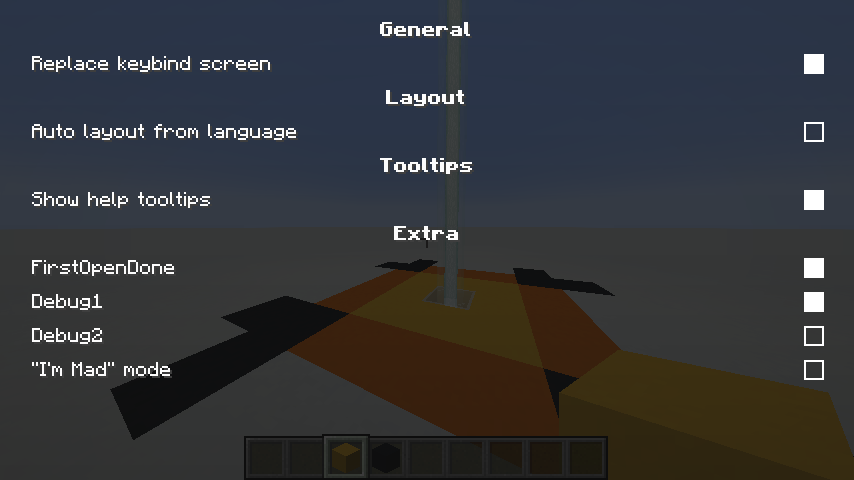 General
Replace keybind screen
Layout
Auto layout from language
Tooltips
Show help tooltips
Extra
FirstOpenDone
Debug1
Debug2
"I'm Mad" mode